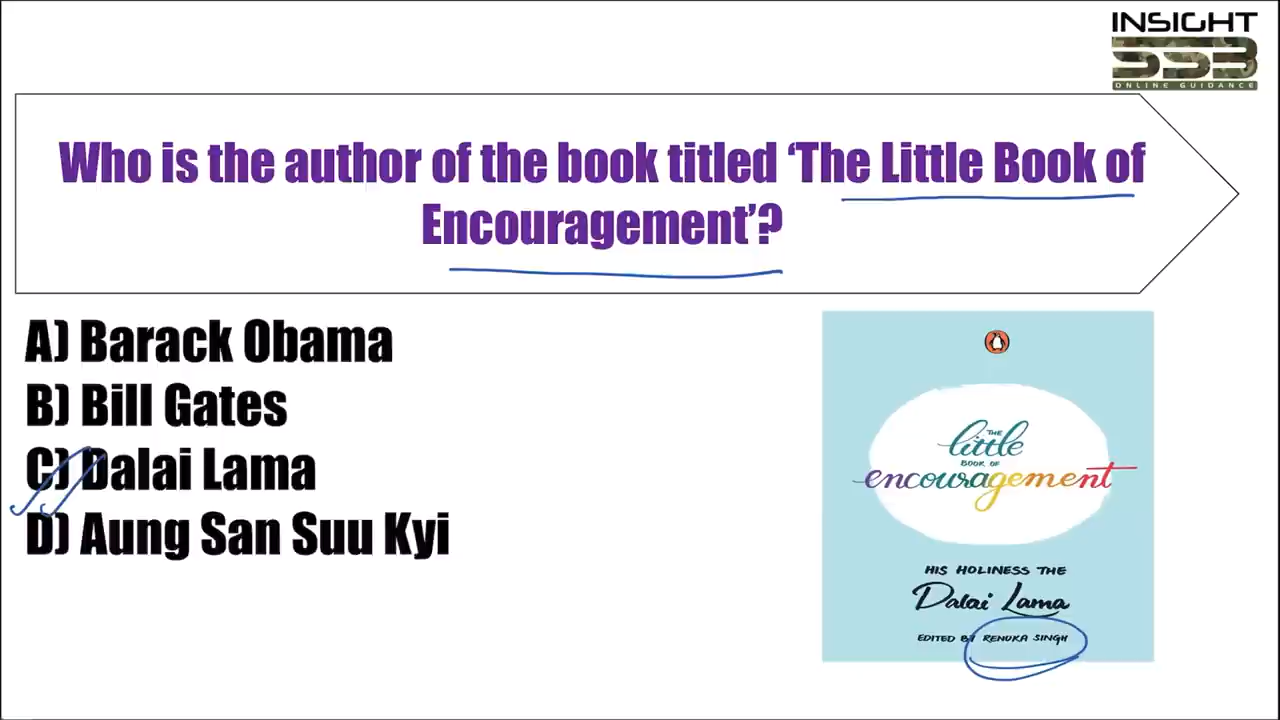 INSIGHT
SSB
ONLINE GUIDANCE
Who is the author of the book titled ‘The Little Book of
Encouragement’?
A) Barack Obama
B) Bill Gates
C) Dalai Lama
D) Aung San Suu Kyi
THE
little
BOOK OF
encouragement
HIS HOLINESS THE
Dalai Lama
EDITED BY RENUKA SINGH